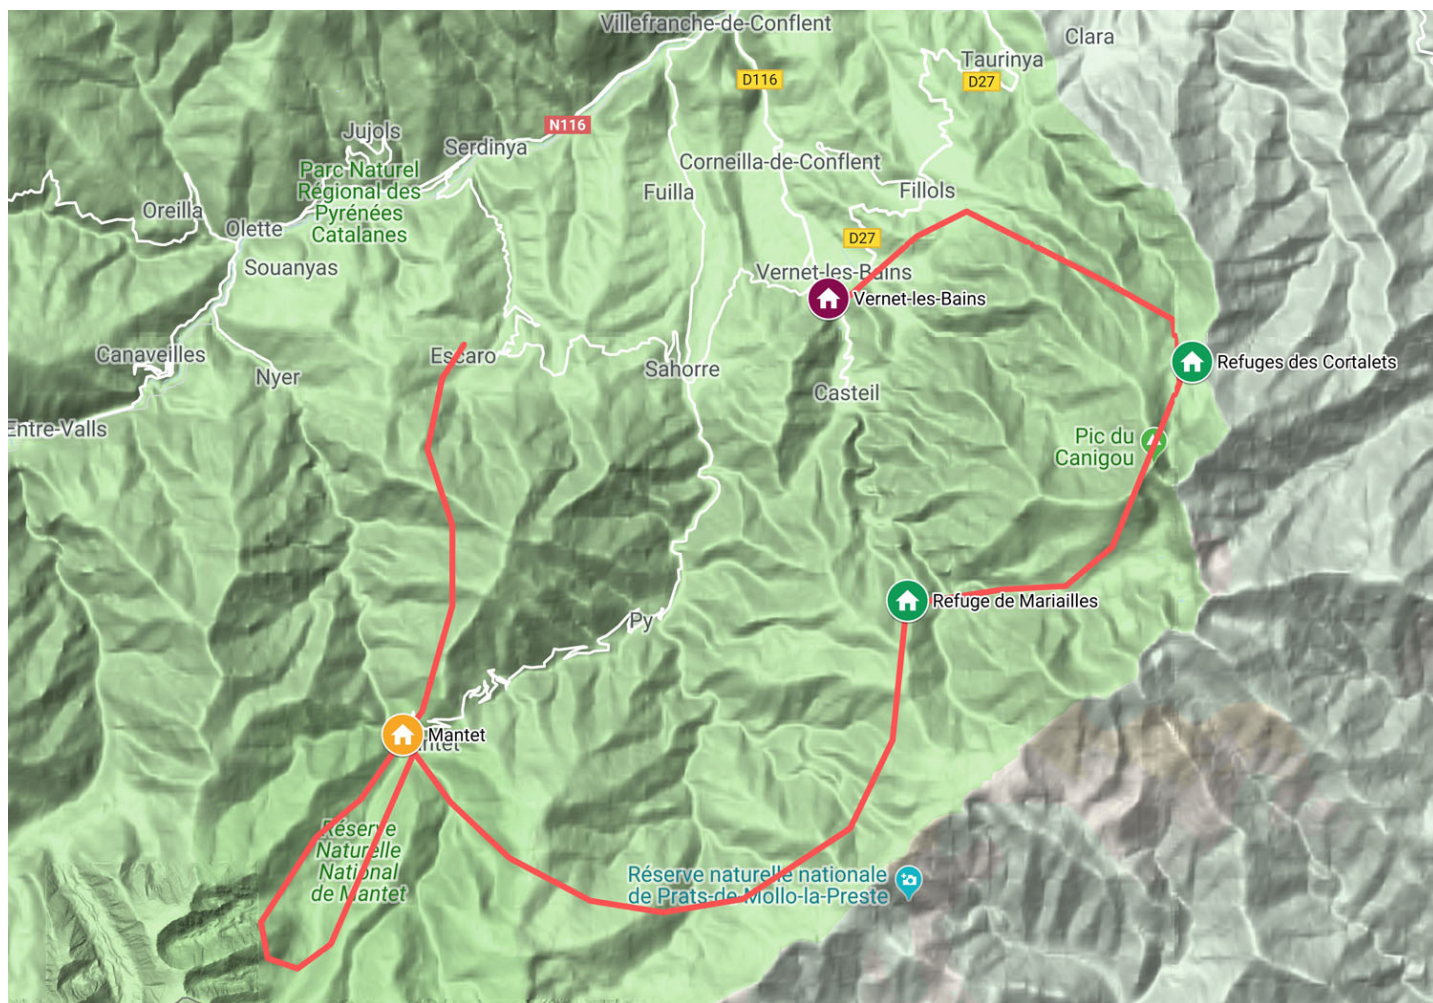 Villefranche-de-Conflent
Clara
Taurinya
D116
D27
N116
Jujols
Serdinya
Corneilla-de-Conflent
Parc Naturel
Régional des
Pyrénées
Catalanes
Fuilla
Fillols
Oreilla
Olette
D27
Souanyas
Vernet-les-Bains
Vernet-les-Bains
Canaveilles
Escaro
Nyer
Sahorre
Refuges des Cortalets
Casteil
Entre-Valls
Pic du
Canigou
Refuge de Mariailles
Py
Mantet
Réserve
Naturelle
National
de Mantet
Réserve naturelle nationale
de Prats-de-Mollo-la-Preste